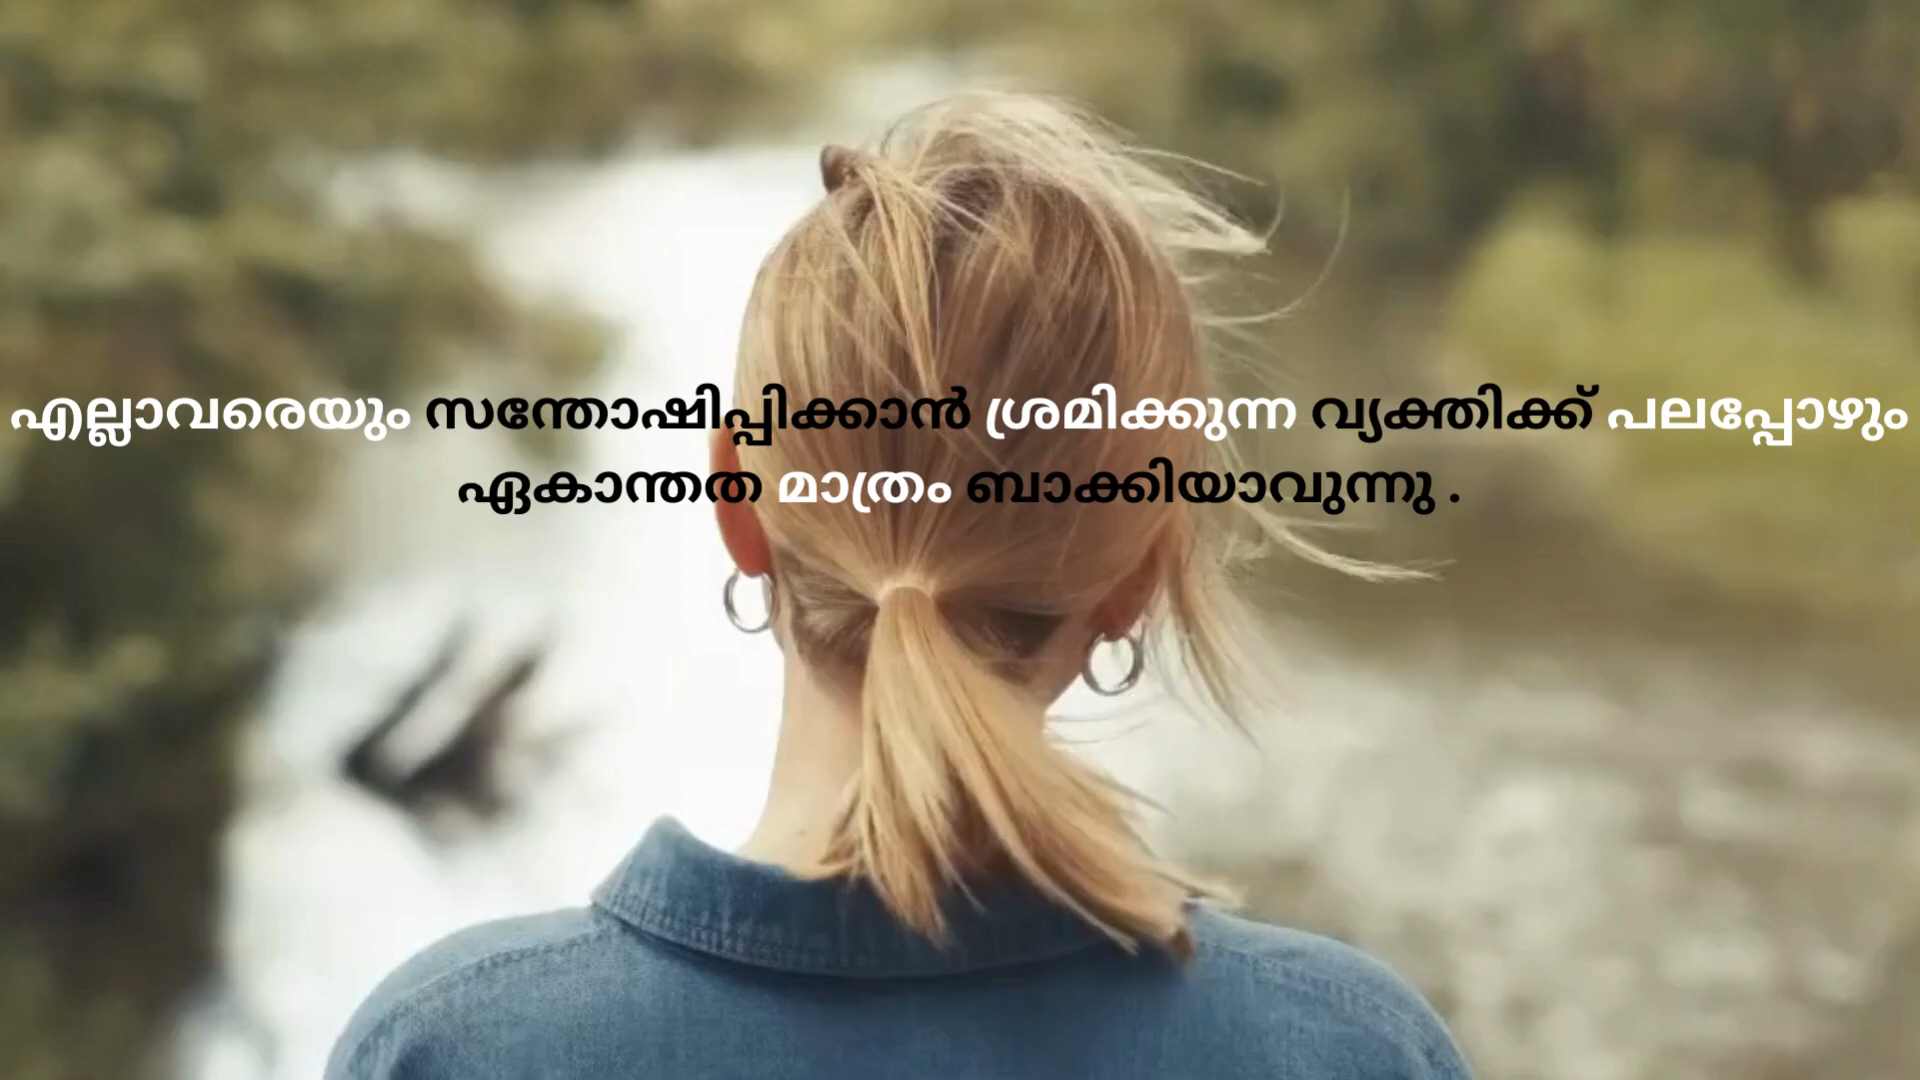 എല്ലാവരെയും സന്തോഷിപ്പിക്കാൻ ശ്രമിക്കുന്ന വ്യക്തിക്ക് പലപ്പോഴും
ഏകാന്തത മാത്രം ബാക്കിയാവുന്നു .